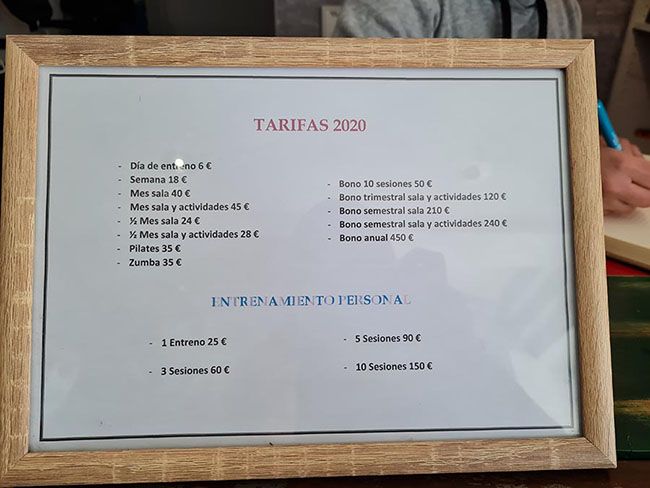 TARIFAS 2020
- Día de entreno 6 €
- Semana 18 €
- Mes sala 40 €
- Mes sala y actividades 45 €
- ½ Mes sala 24 €
- ½ Mes sala y actividades 28 €
- Pilates 35 €
- Zumba 35 €
- Bono 10 sesiones 50 €
- Bono trimestral sala y actividades 120 €
- Bono semestral sala 210 €
- Bono semestral sala y actividades 240 €
- Bono anual 450 €
ENTRENAMIENTO PERSONAL
- 1 Entreno 25 €
- 3 Sesiones 60 €
- 5 Sesiones 90 €
- 10 Sesiones 150 €